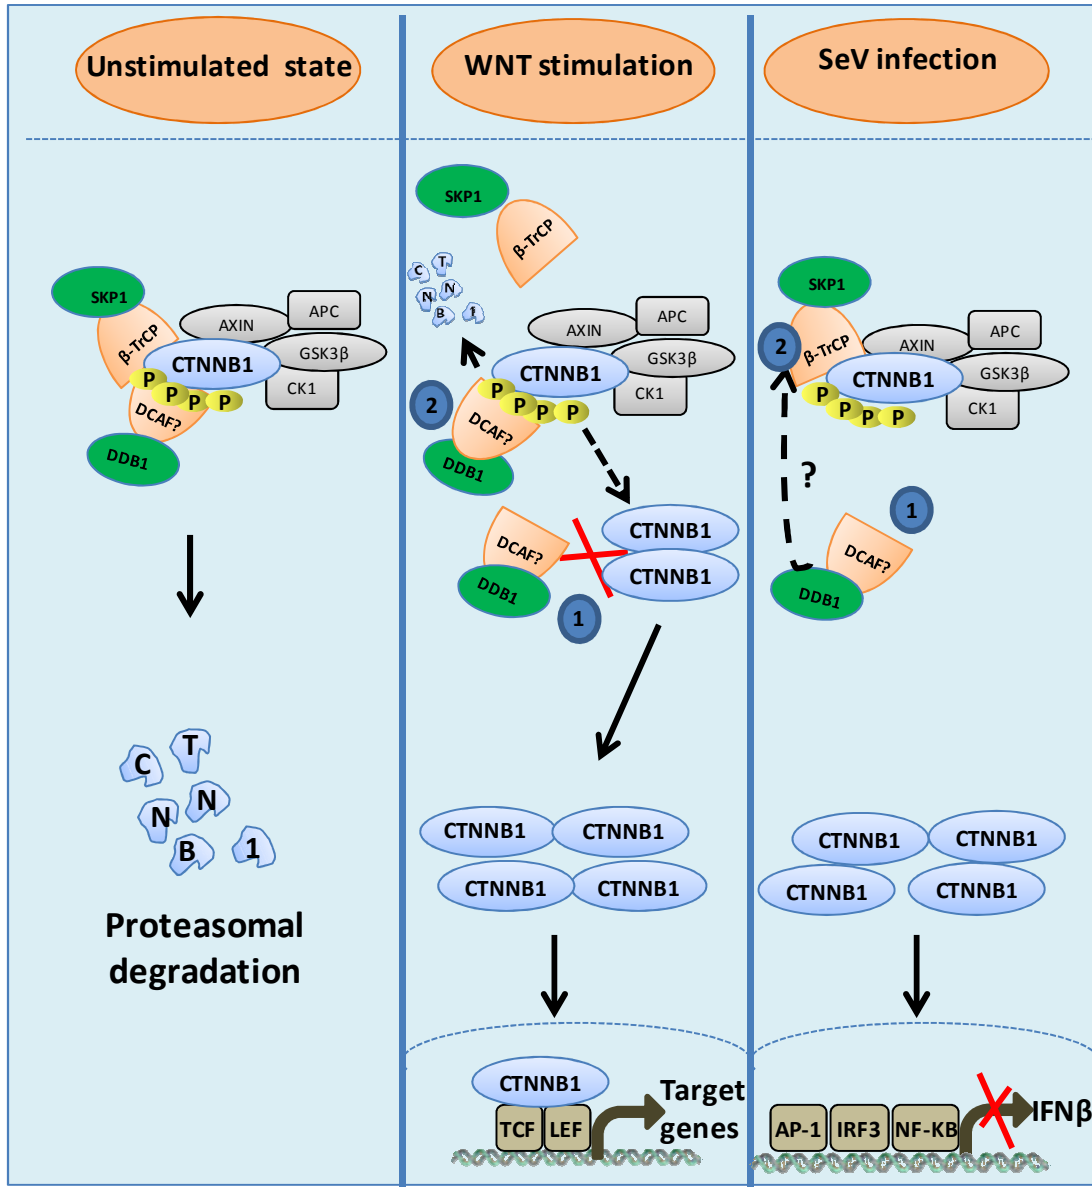 Unstimulated state
SKP1
β-TrCP
AXIN
APC
CTNNB1
GSK3β
CK1
P
P
P
P
DCAF?
DDB1
C
T
N
N
B
1
Proteasomal
degradation
WNT stimulation
SKP1
β-TrCP
C
T
N
N
B
1
AXIN
APC
CTNNB1
GSK3β
CK1
P
P
P
P
2
DCAF?
DDB1
CTNNB1
CTNNB1
DCAF?
DDB1
1
CTNNB1
CTNNB1
CTNNB1
CTNNB1
CTNNB1
TCF
LEF
Target
genes
SeV infection
SKP1
2
β-TrCP
AXIN
APC
CTNNB1
GSK3β
CK1
P
P
P
P
?
1
DCAF?
DDB1
CTNNB1
CTNNB1
CTNNB1
CTNNB1
AP-1
IRF3
NF-KB
IFNβ